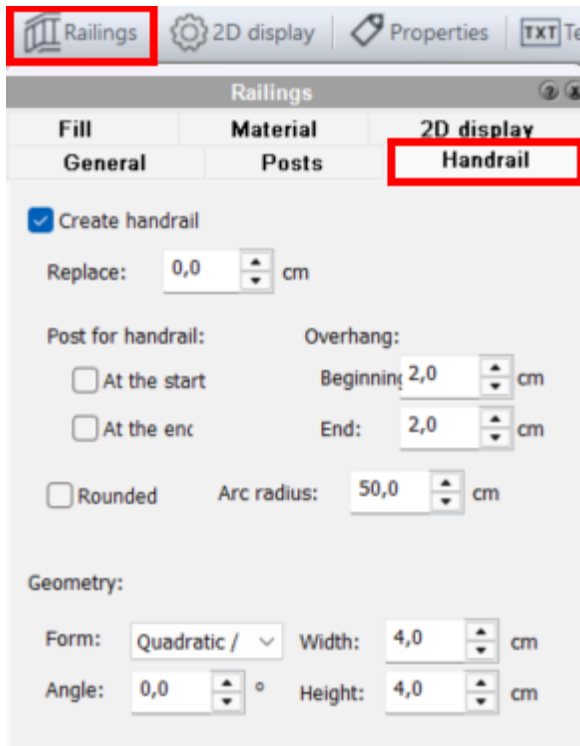 Railings 2D display Properties TXT Te
Railings
Fill Material 2D display
General Posts Handrail
Create handrail
Replace: 0,0 cm
Post for handrail: Overhang:
At the start Beginning 2,0 cm
At the end End: 2,0 cm
Rounded Arc radius: 50,0 cm
Geometry:
Form: Quadratic / Width: 4,0 cm
Angle: 0,0 ° Height: 4,0 cm